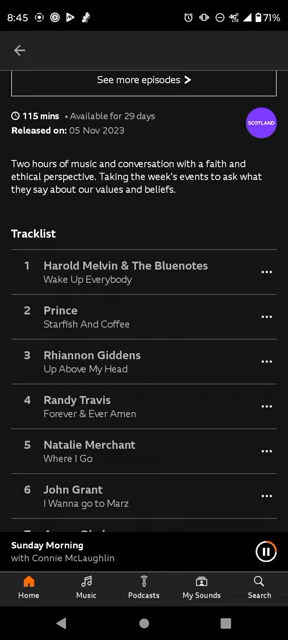 8:45
71%
See more episodes
115 mins • Available for 29 days
Released on: 05 Nov 2023
SCOTLAND
Two hours of music and conversation with a faith and
ethical perspective. Taking the week's events to ask what
they say about our values and beliefs.
Tracklist
1 Harold Melvin & The Bluenotes
Wake Up Everybody
2 Prince
Starfish And Coffee
3 Rhiannon Giddens
Up Above My Head
4 Randy Travis
Forever & Ever Amen
5 Natalie Merchant
Where I Go
6 John Grant
I Wanna go to Marz
Sunday Morning
with Connie McLaughlin
Home Music Podcasts My Sounds Search